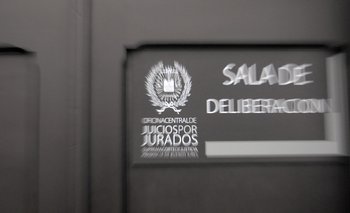 SALA DE
DELIBERACION
OFICINA CENTRAL DE
JUICIOS POR
JURADOS